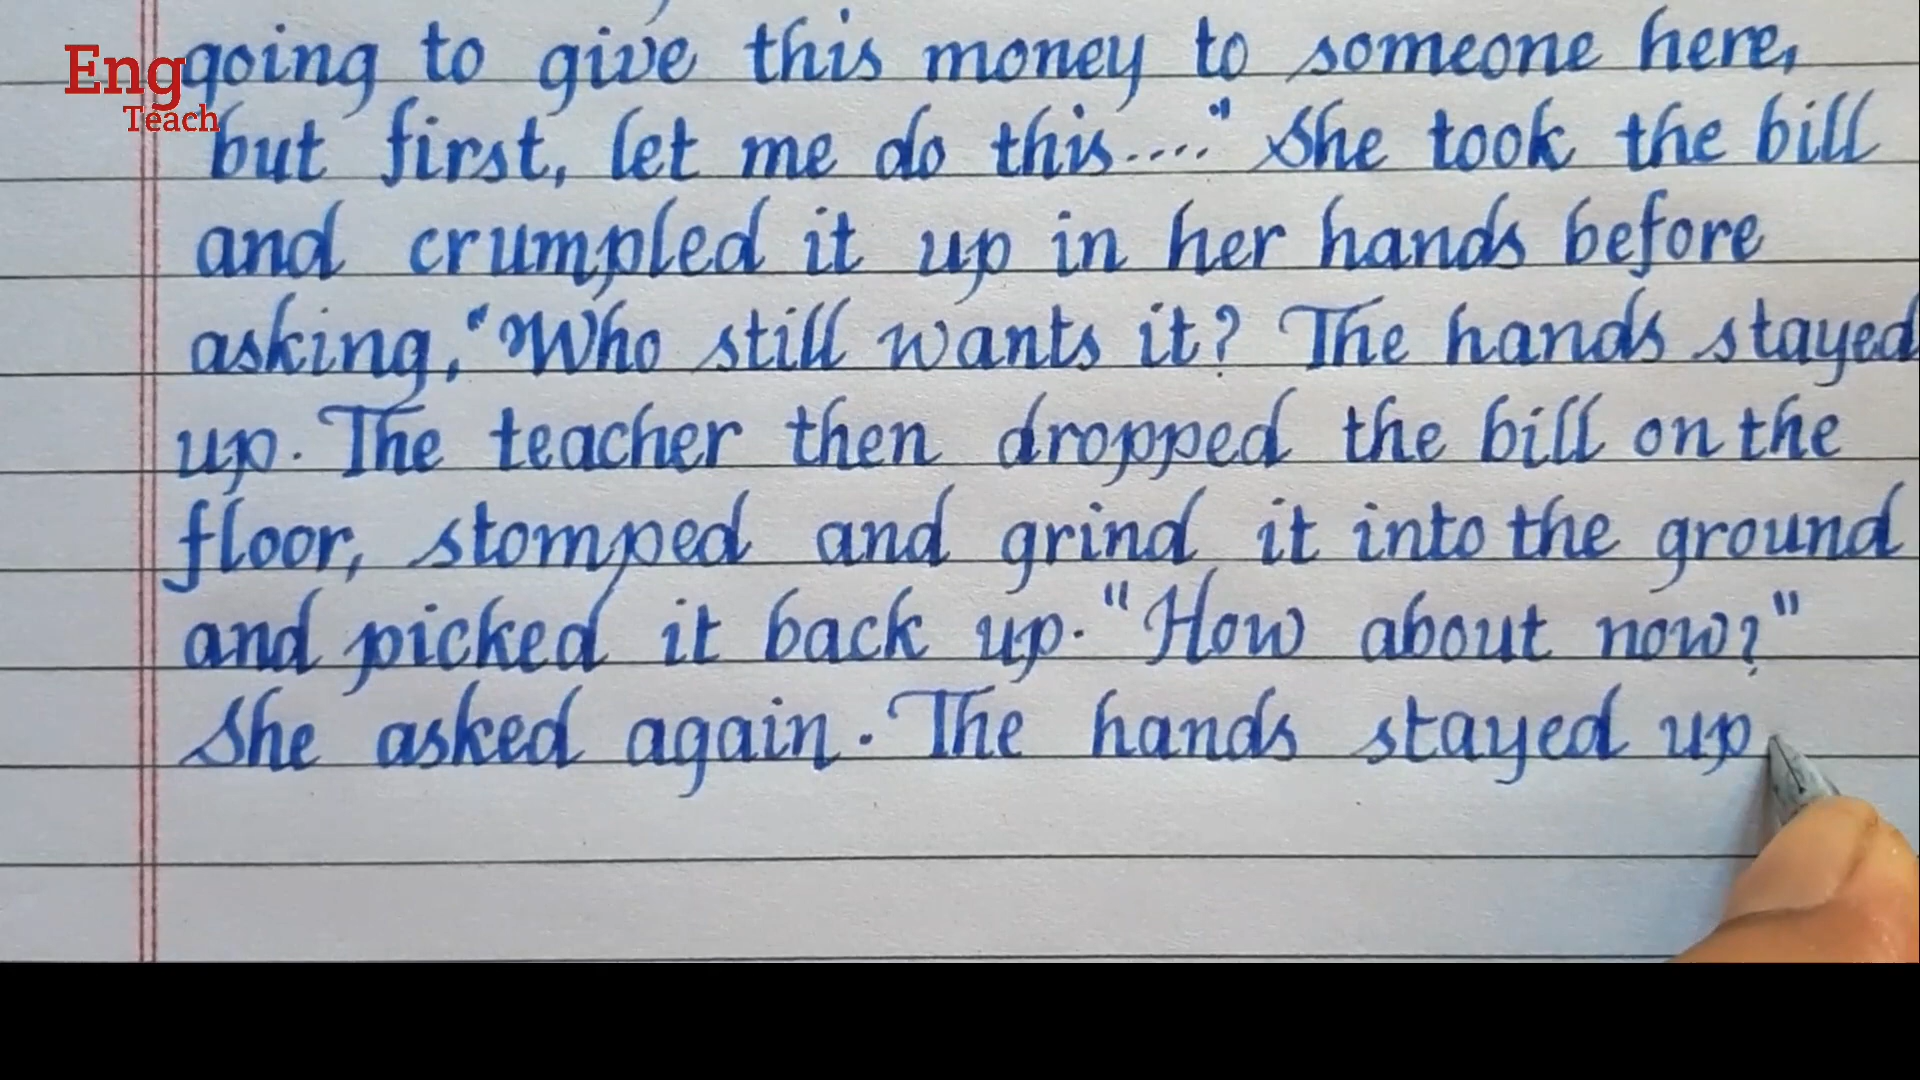 Eng
Teach
going to give this money to someone here,
but first, let me do this...." She took the bill
and crumpled it up in her hands before
asking, "Who still wants it? The hands stayed
up. The teacher then dropped the bill on the
floor, stomped and grind it into the ground
and picked it back up. "How about now?"
She asked again. The hands stayed up